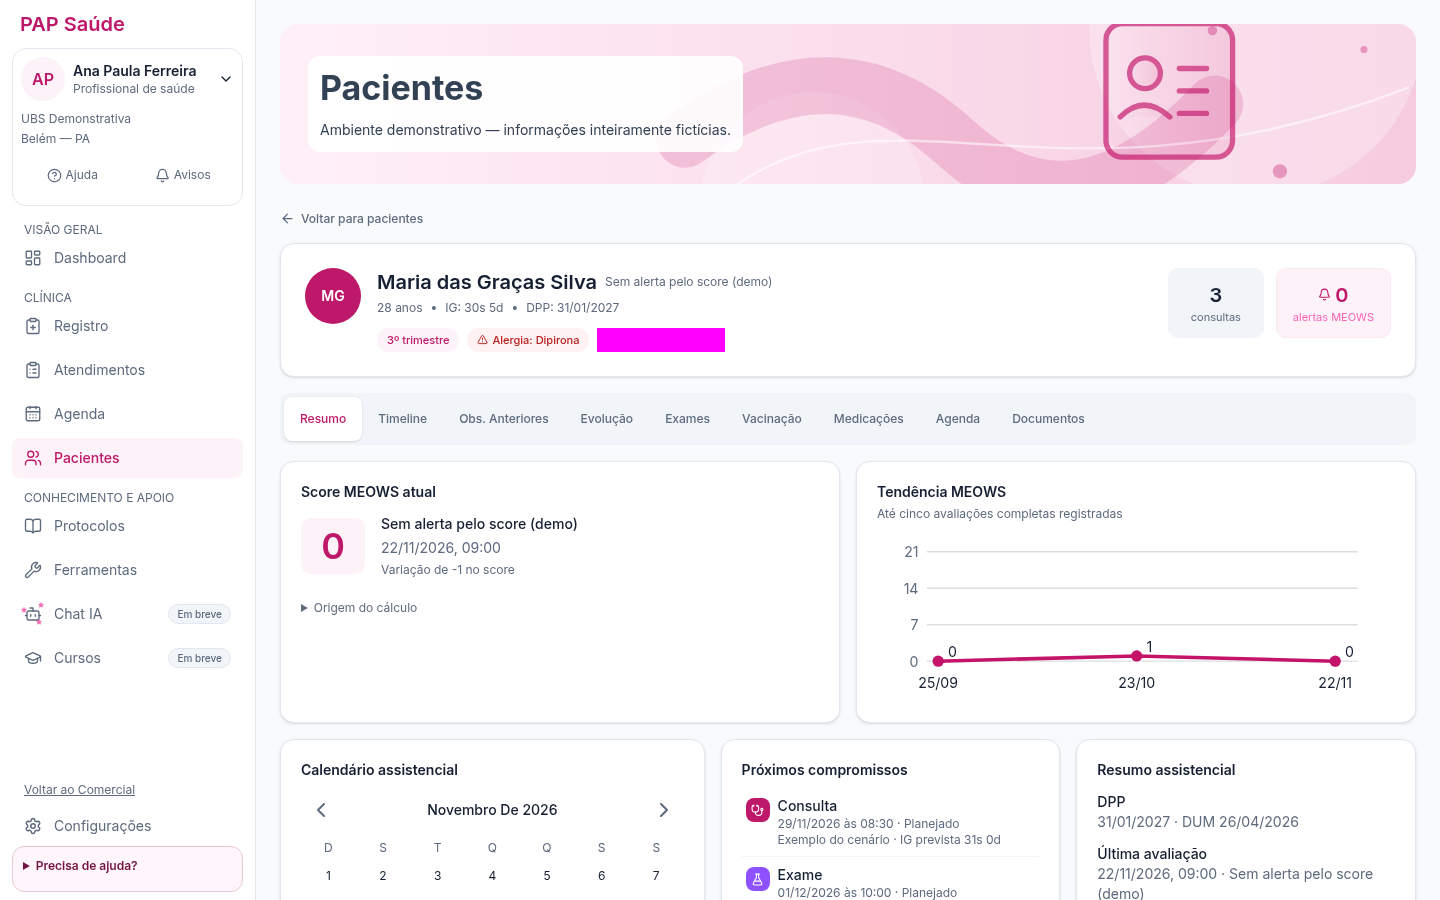 PAP Saúde
AP
Ana Paula Ferreira
Profissional de saúde
UBS Demonstrativa
Belém — PA
Ajuda
Avisos
VISÃO GERAL
Dashboard
CLÍNICA
Registro
Atendimentos
Agenda
Pacientes
CONHECIMENTO E APOIO
Protocolos
Ferramentas
Chat IA
Em breve
Cursos
Em breve
Voltar ao Comercial
Configurações
Precisa de ajuda?
Pacientes
Ambiente demonstrativo — informações inteiramente fictícias.
Voltar para pacientes
MG
Maria das Graças Silva Sem alerta pelo score (demo)
28 anos • IG: 30s 5d • DPP: 31/01/2027
3º trimestre
Alergia: Dipirona
3
consultas
0
alertas MEOWS
Resumo
Timeline
Obs. Anteriores
Evolução
Exames
Vacinação
Medicações
Agenda
Documentos
Score MEOWS atual
0
Sem alerta pelo score (demo)
22/11/2026, 09:00
Variação de -1 no score
Origem do cálculo
Tendência MEOWS
Até cinco avaliações completas registradas
21
14
7
0
0
1
0
25/09 23/10 22/11
Calendário assistencial
Novembro De 2026
D S T Q Q S S
1 2 3 4 5 6 7
Próximos compromissos
Consulta
29/11/2026 às 08:30 · Planejado
Exemplo do cenário · IG prevista 31s 0d
Exame
01/12/2026 às 10:00 · Planejado
Resumo assistencial
DPP
31/01/2027 · DUM 26/04/2026
Última avaliação
22/11/2026, 09:00 · Sem alerta pelo score
(demo)